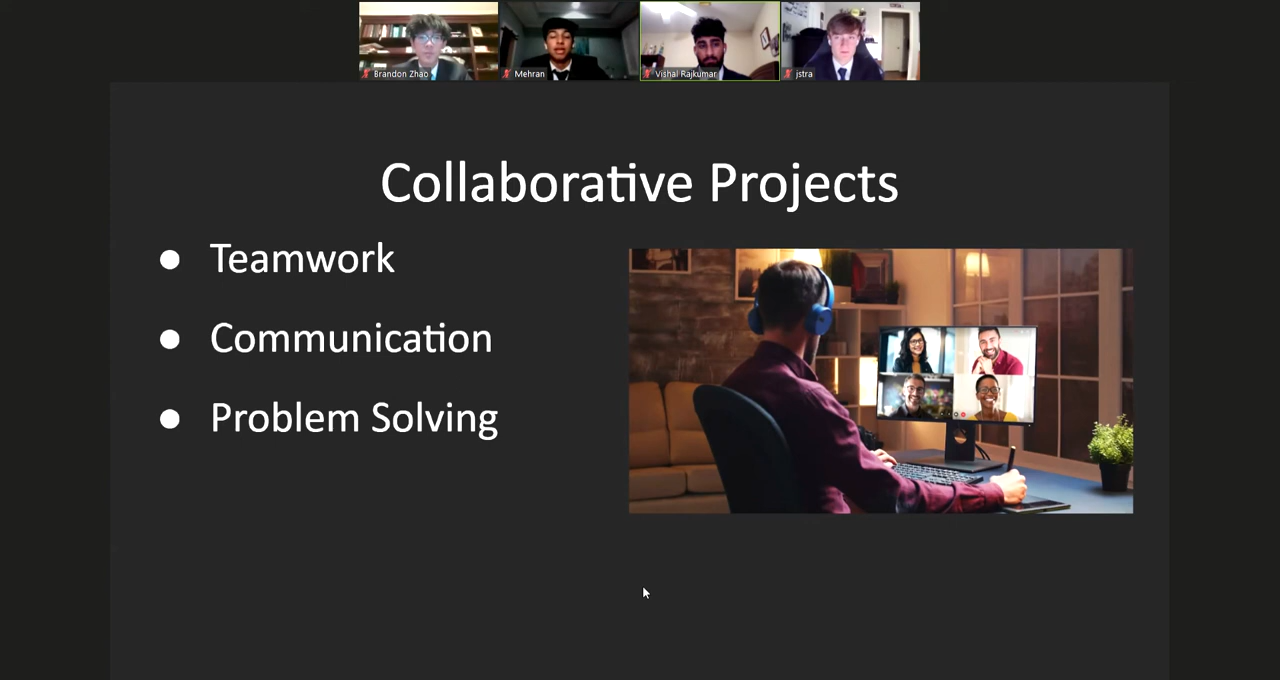 Brandon Zhao
Mehran
Vishal Rajkumar
jstra
Collaborative Projects
● Teamwork
● Communication
● Problem Solving